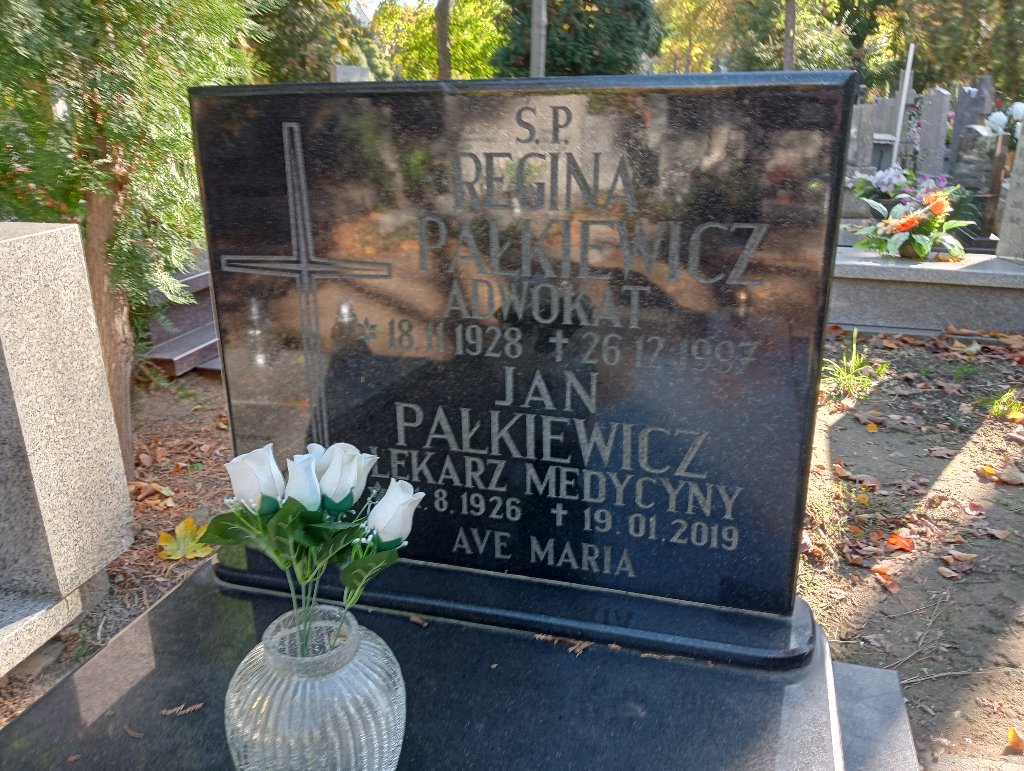 S.P.
REGINA
PAŁKIEWICZ
ADWOKAT
* 18.11.1928 † 26.12.1997
JAN
PAŁKIEWICZ
LEKARZ MEDYCYNY
.8.1926 † 19.01.2019
AVE MARIA